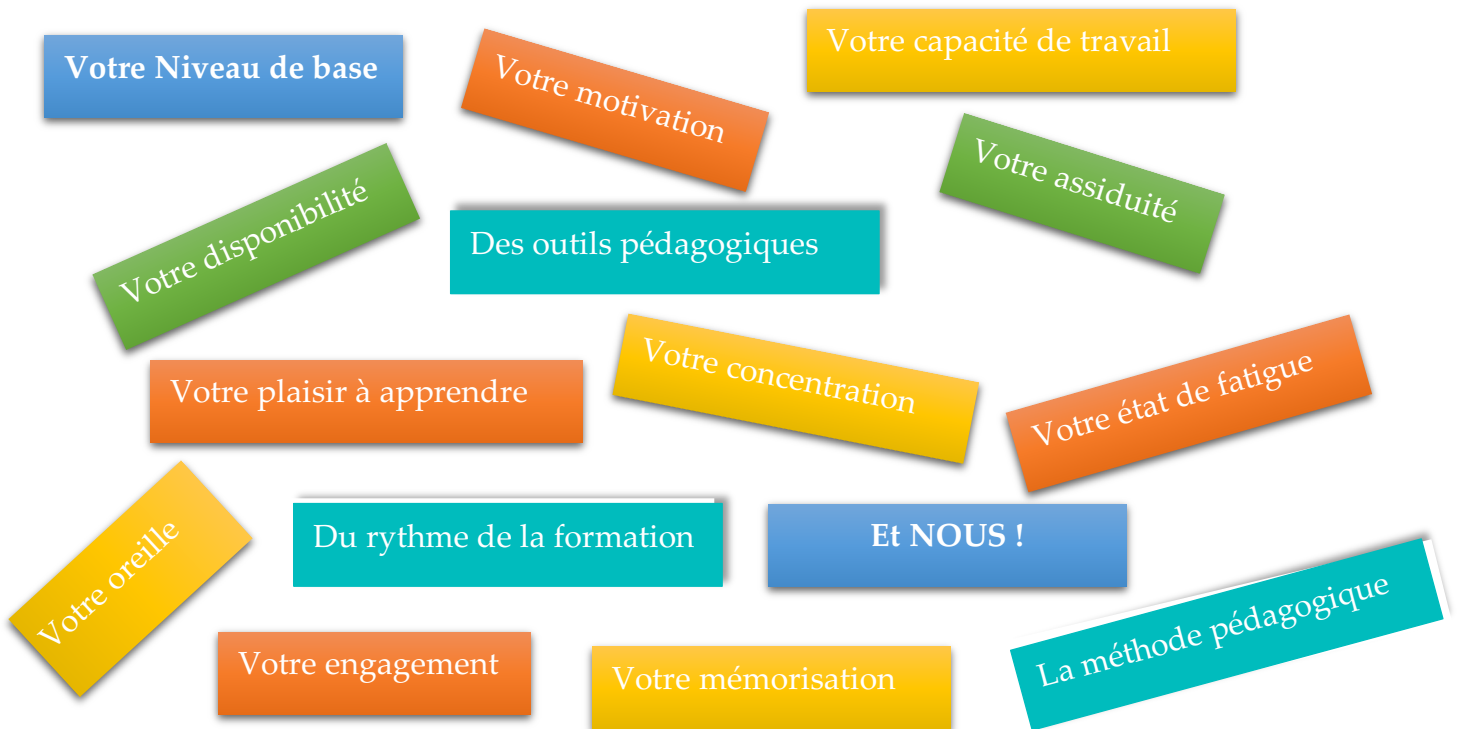 Votre Niveau de base
Votre motivation
Votre capacité de travail
Votre disponibilité
Des outils pédagogiques
Votre assiduité
Votre plaisir à apprendre
Votre concentration
Votre état de fatigue
Votre oreille
Du rythme de la formation
Et NOUS !
Votre engagement
Votre mémorisation
La méthode pédagogique